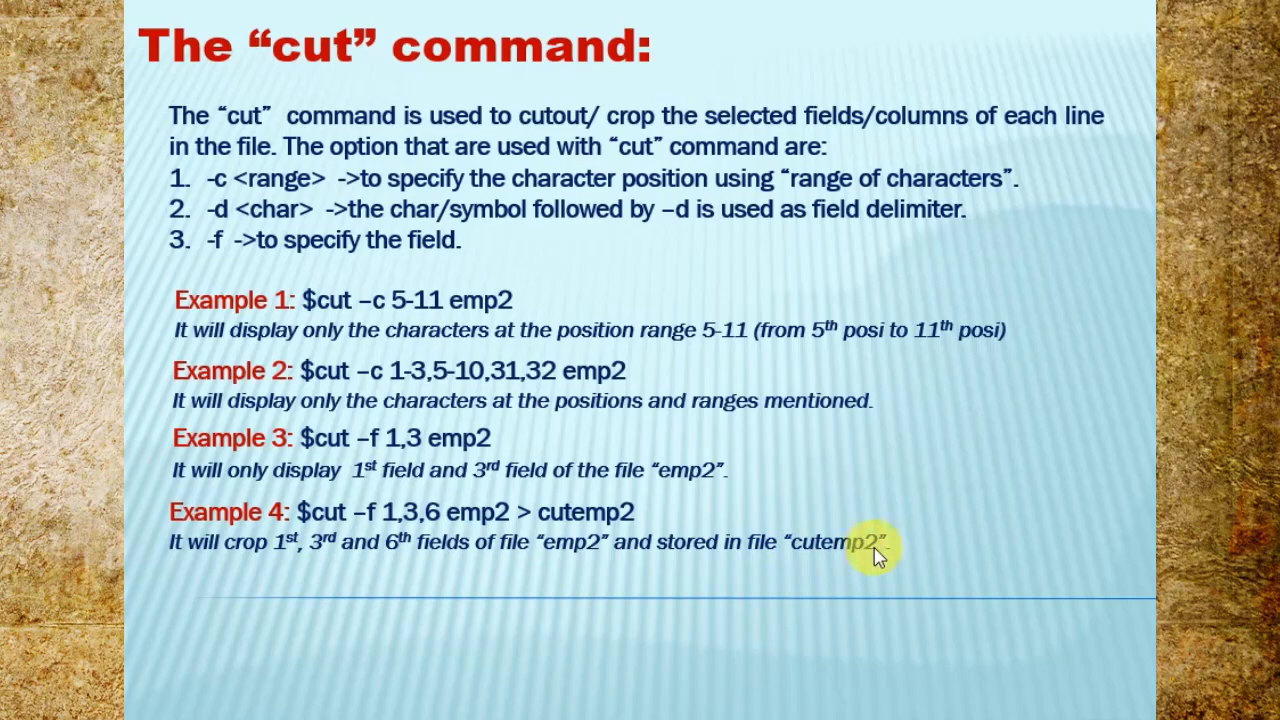 The “cut” command:
The “cut” command is used to cutout/ crop the selected fields/columns of each line
in the file. The option that are used with “cut” command are:
1. -c <range> ->to specify the character position using “range of characters”.
2. -d <char> ->the char/symbol followed by –d is used as field delimiter.
3. -f ->to specify the field.
Example 1: $cut –c 5-11 emp2
It will display only the characters at the position range 5-11 (from 5th posi to 11th posi)
Example 2: $cut –c 1-3,5-10,31,32 emp2
It will display only the characters at the positions and ranges mentioned.
Example 3: $cut –f 1,3 emp2
It will only display 1st field and 3rd field of the file “emp2”.
Example 4: $cut –f 1,3,6 emp2 > cutemp2
It will crop 1st, 3rd and 6th fields of file “emp2” and stored in file “cutemp2”.